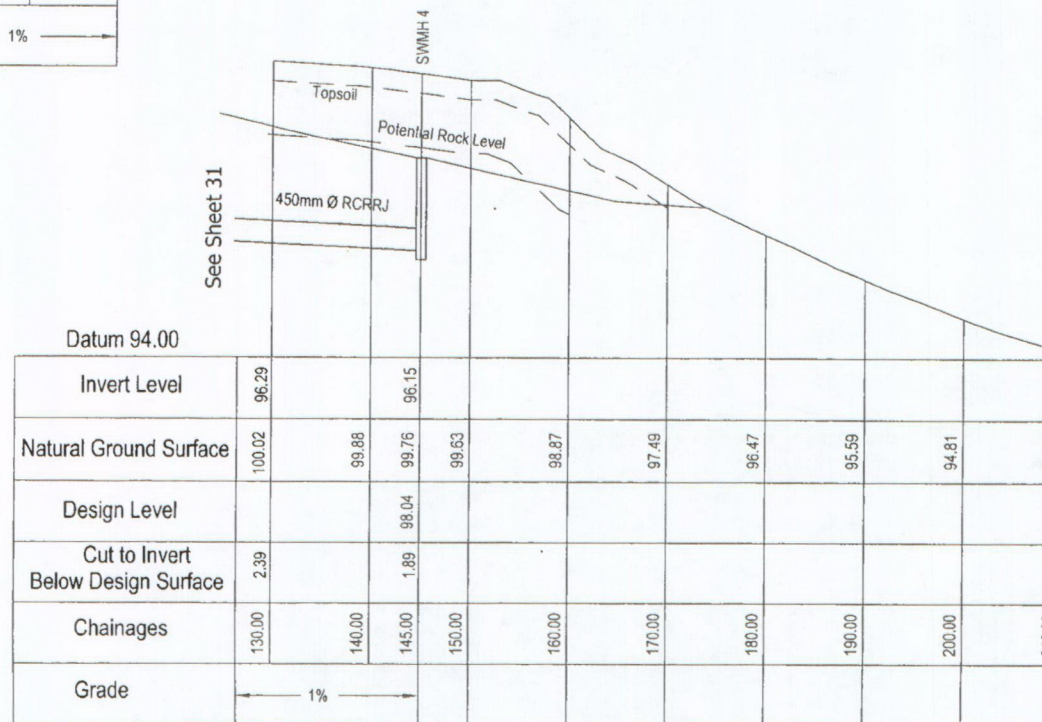 1%
SWMH 4
Topsoil
Potential Rock Level
See Sheet 31
450mm Ø RCRRJ
Datum 94.00
Invert Level 96.29 96.15
Natural Ground Surface 100.02 99.88 99.76 99.63 98.87 97.49 96.47 95.59 94.81
Design Level 98.04
Cut to Invert
Below Design Surface 2.39 1.89
Chainages 130.00 140.00 145.00 150.00 160.00 170.00 180.00 190.00 200.00
Grade 1%